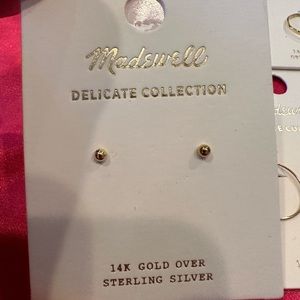 Madewell
DELICATE COLLECTION
14K GOLD OVER
STERLING SILVER